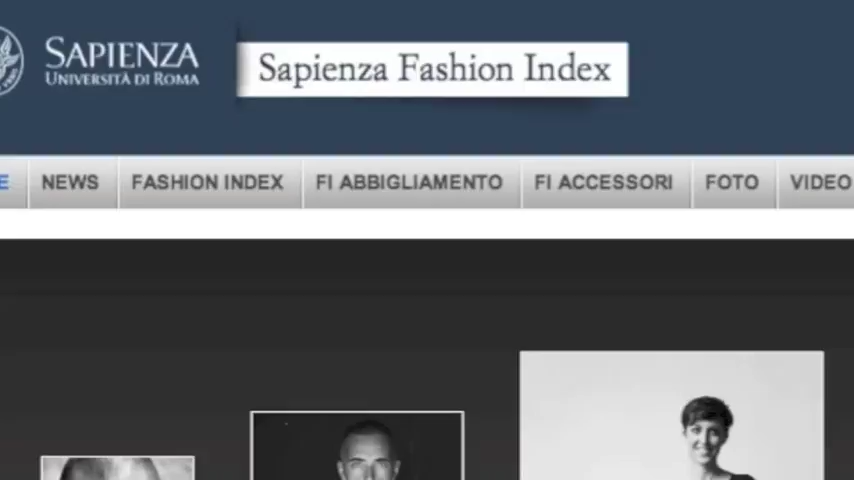 SAPIENZA
UNIVERSITÀ DI ROMA
Sapienza Fashion Index
E NEWS FASHION INDEX FI ABBIGLIAMENTO FI ACCESSORI FOTO VIDEO